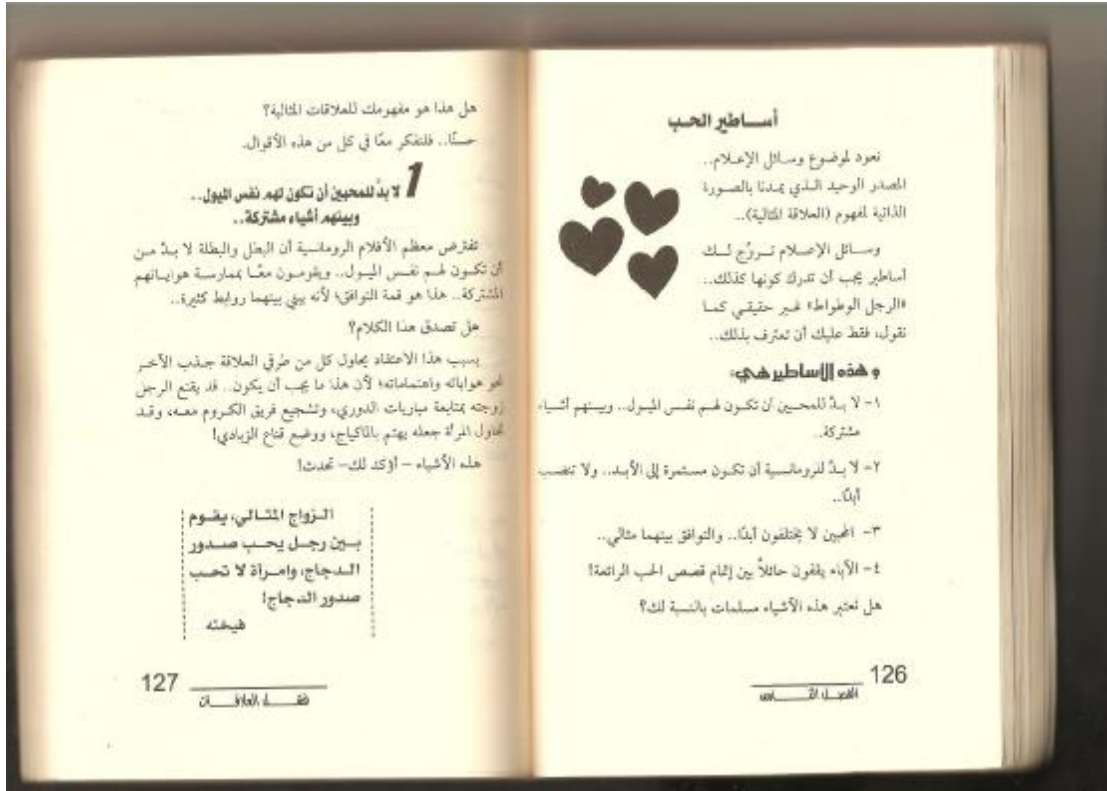 أساطير الحب
نعود لموضوع وسائل الإعلام..
المصدر الوحيد الذي يمدنا بالصورة
الذاتية لمفهوم (العلاقة المثالية)..
وسائل الإعلام تروّج لك
أساطير يجب أن تدرك كونها كذلك..
«الرجل الوطواط» غير حقيقي كما
نقول، فقط عليك أن تعترف بذلك..
وهذه الأساطير هي:
١- لا بدّ للمحبين أن تكون لهم نفس الميول.. وبينهم أشياء
مشتركة..
٢- لا بدّ للرومانسية أن تكون مستمرة إلى الأبد.. ولا تنضب
أبدًا..
٣- المحبين لا يختلفون أبدًا.. والتوافق بينهما مثالي..
٤- الآباء يقفون حائلاً بين إتمام قصص الحب الرائعة!
هل تعتبر هذه الأشياء مسلمات بالنسبة لك؟
126
الفصل
هل هذا هو مفهومك للعلاقات المثالية؟
حسنًا.. فلنفكر معًا في كل من هذه الأقوال.
1 لا بدّ للمحبين أن تكون لهم نفس الميول..
وبينهم أشياء مشتركة..
تفترض معظم الأفلام الرومانسية أن البطل والبطلة لا بدّ من
أن تكون لهم نفس الميول.. ويقومون معًا بممارسة هواياتهم
المشتركة.. هذا هو قمة التوافق؛ لأنه يبني بينهما روابط كثيرة..
هل تصدق هذا الكلام؟
بسبب هذا الاعتقاد يحاول كل من طرفي العلاقة جذب الآخر
نحو هواياته واهتماماته؛ لأن هذا ما يجب أن يكون.. قد يقنع الرجل
زوجته بمتابعة مباريات الدوري، وتشجيع فريق الكروم معه، وقد
تحاول المرأة جعله يهتم بالماكياج، ووضع قناع الزبادي!
هذه الأشياء – أؤكد لك – تحدث!
الزواج المثالي، يقوم
بين رجل يحب صدور
الدجاج، وامرأة لا تحب
صدور الدجاج!
فيخته
127
فقه العلاقات